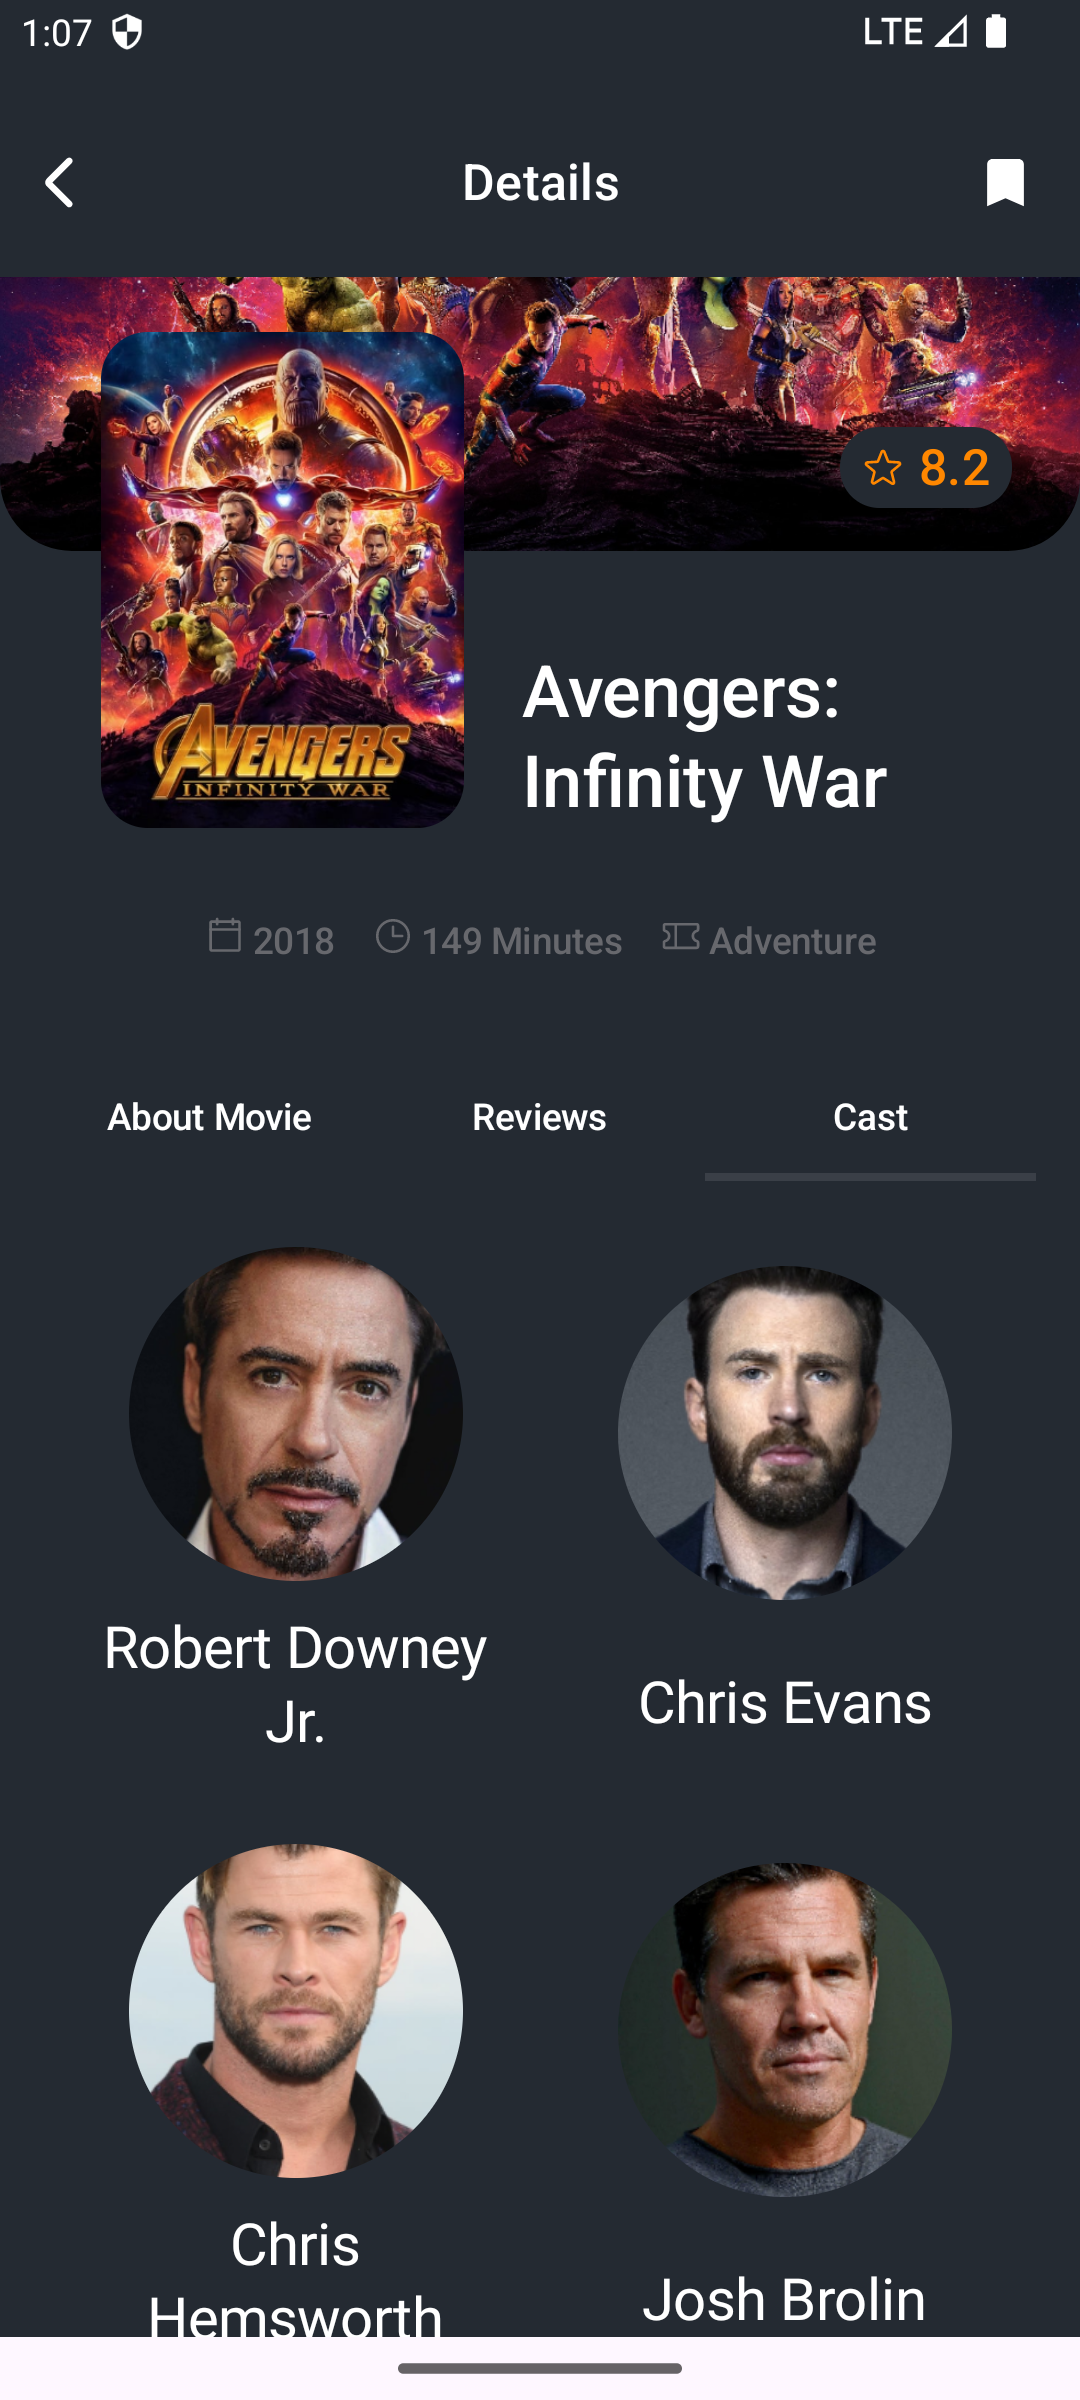 1:07
LTE
Details
8.2
AVENGERS
INFINITY WAR
Avengers:
Infinity War
2018
149 Minutes
Adventure
About Movie
Reviews
Cast
Robert Downey
Jr.
Chris Evans
Chris
Hemsworth
Josh Brolin